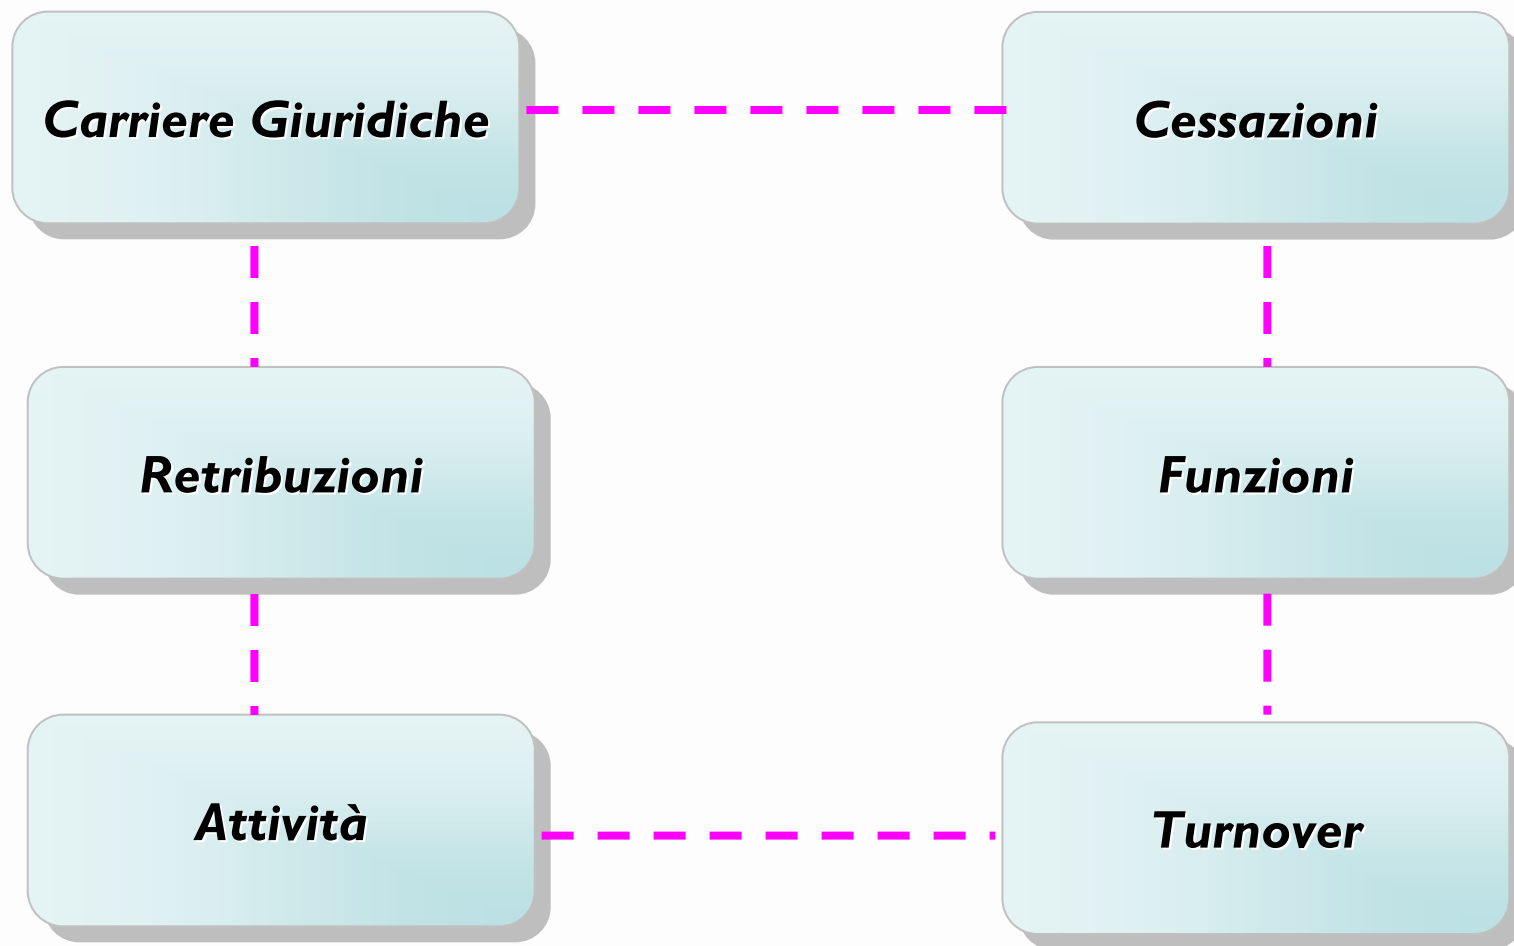 Carriere Giuridiche
Cessazioni
Retribuzioni
Funzioni
Attività
Turnover